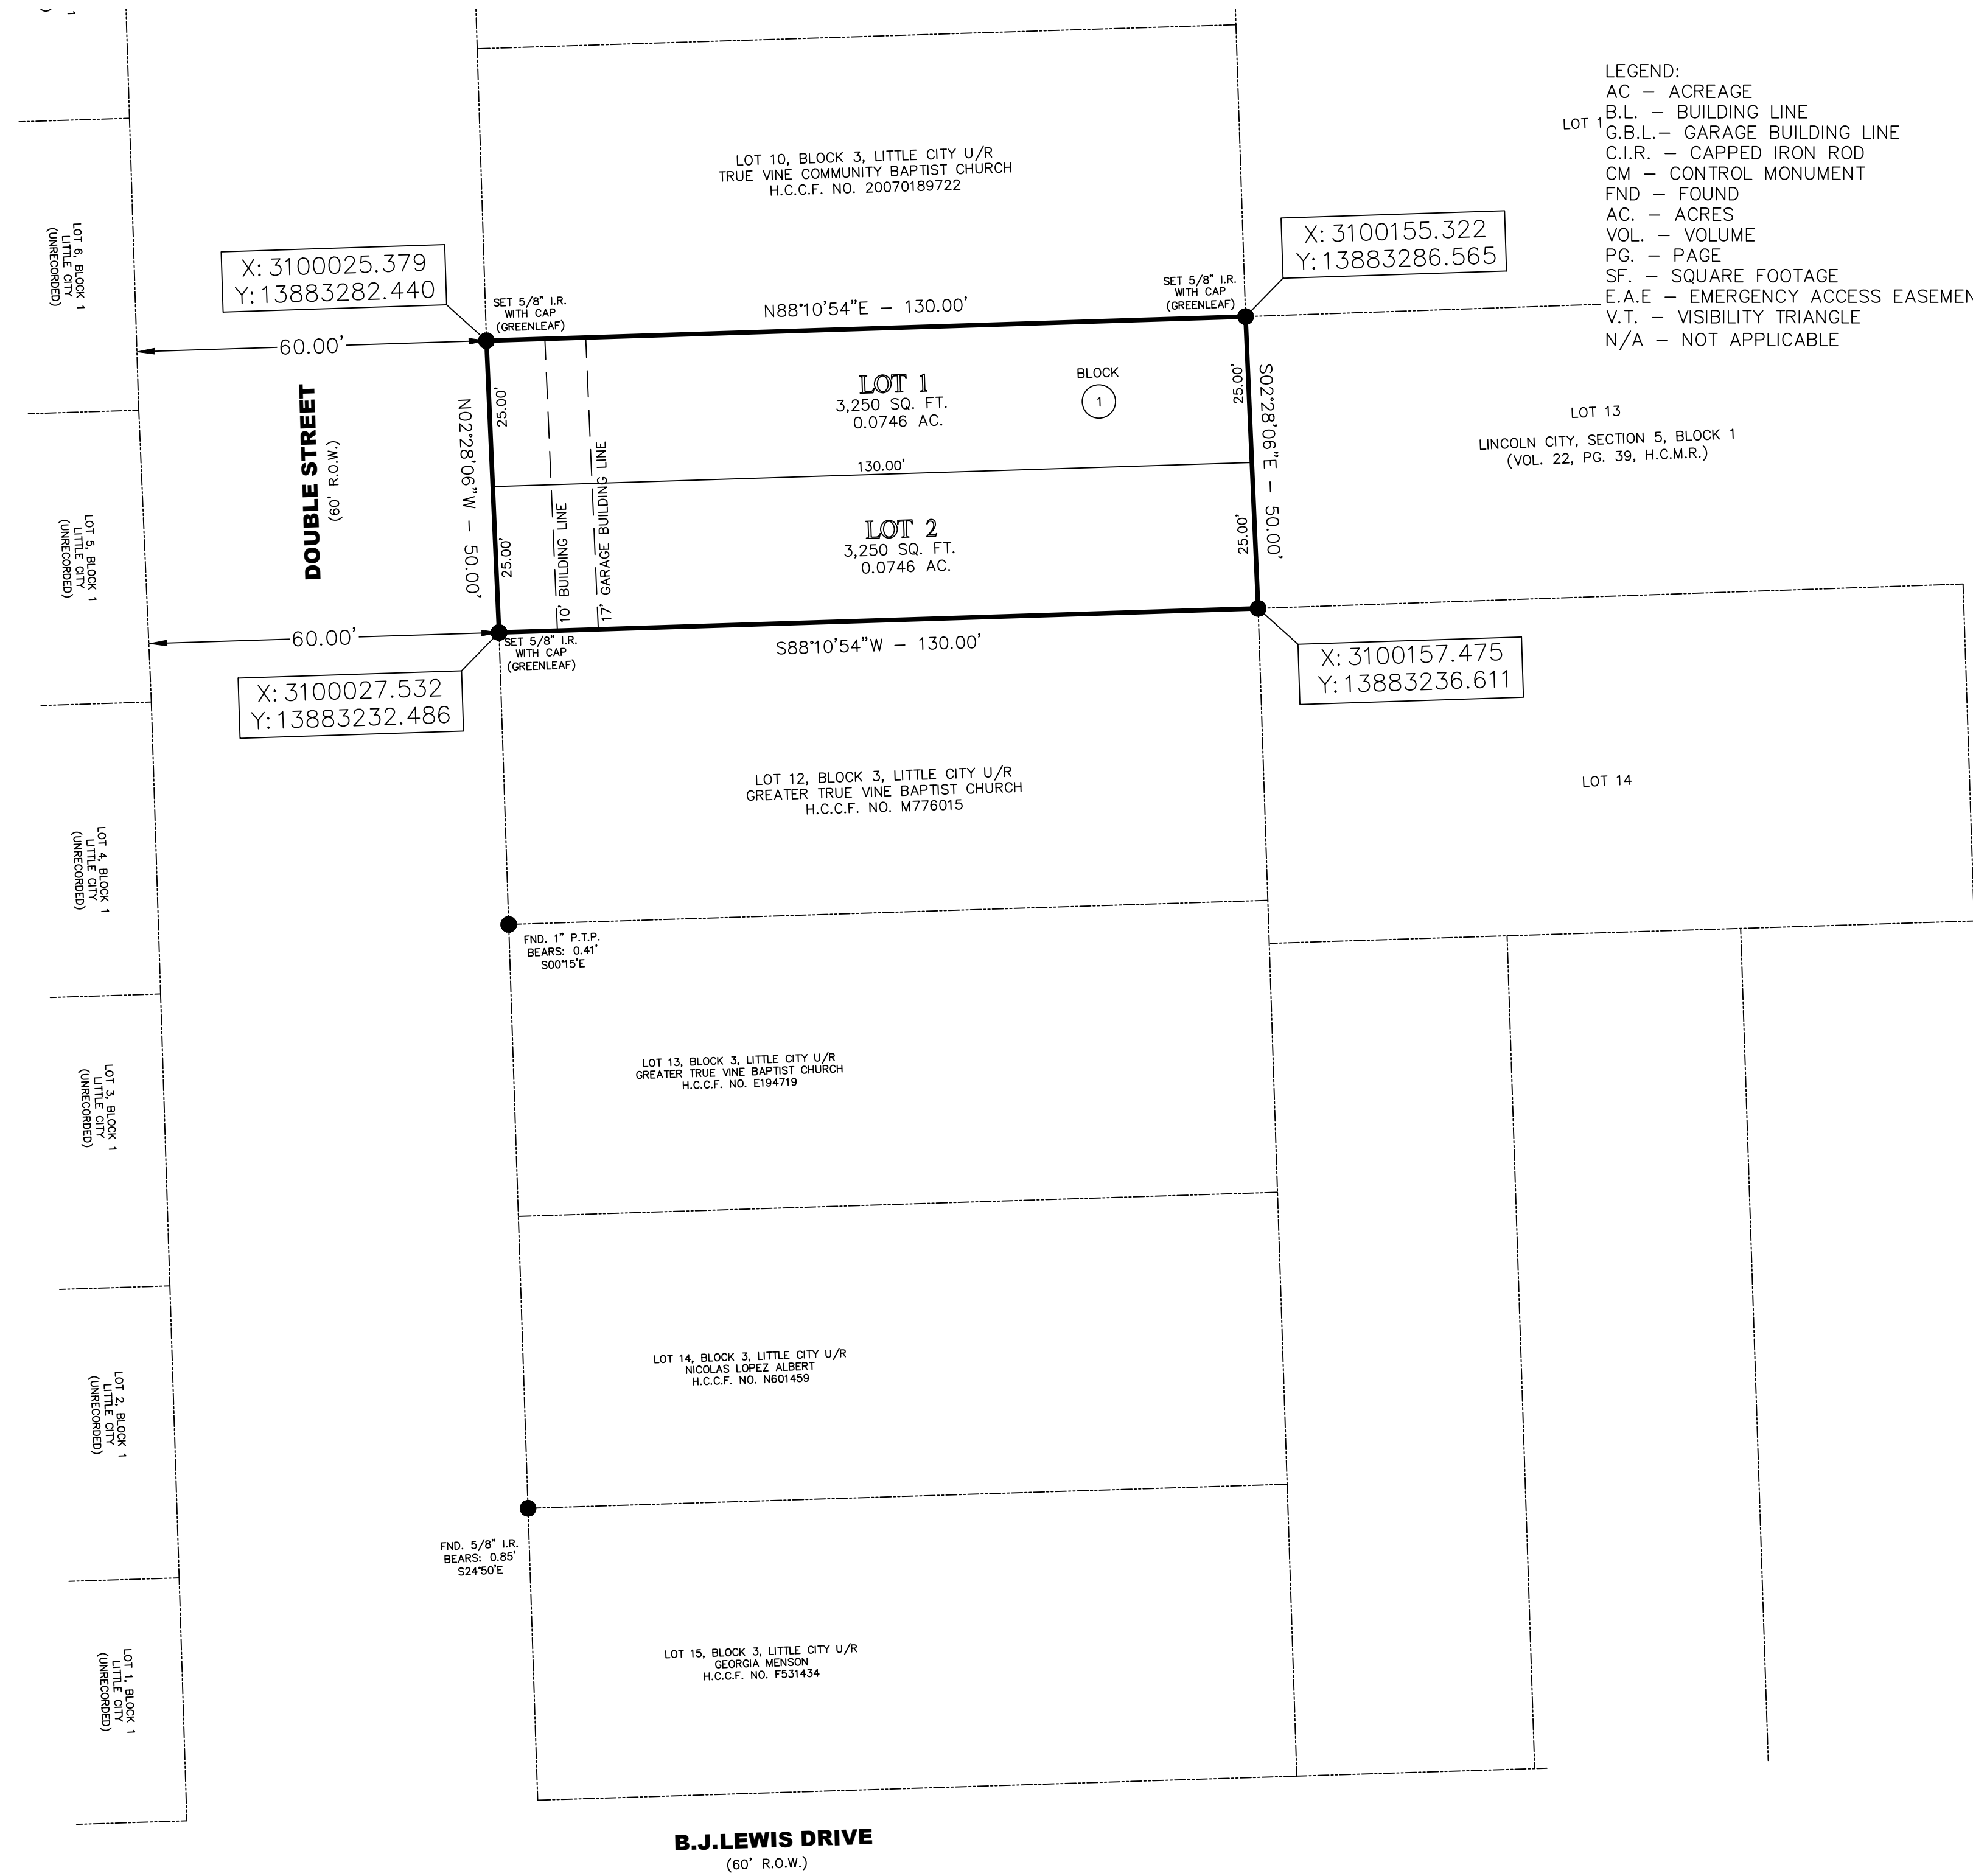 LEGEND:
AC – ACREAGE
B.L. – BUILDING LINE
G.B.L.– GARAGE BUILDING LINE
C.I.R. – CAPPED IRON ROD
CM – CONTROL MONUMENT
FND – FOUND
AC. – ACRES
VOL. – VOLUME
PG. – PAGE
SF. – SQUARE FOOTAGE
E.A.E – EMERGENCY ACCESS EASEMEN
V.T. – VISIBILITY TRIANGLE
N/A – NOT APPLICABLE
LOT 1
LOT 10, BLOCK 3, LITTLE CITY U/R
TRUE VINE COMMUNITY BAPTIST CHURCH
H.C.C.F. NO. 20070189722
LOT 6, BLOCK 1
LITTLE CITY
(UNRECORDED)
X: 3100025.379
Y: 13883282.440
X: 3100155.322
Y: 13883286.565
SET 5/8" I.R.
WITH CAP
(GREENLEAF)
N88°10'54"E – 130.00'
SET 5/8" I.R.
WITH CAP
(GREENLEAF)
60.00'
DOUBLE STREET
(60' R.O.W.)
N02°28'06"W – 50.00'
25.00'
25.00'
10' BUILDING LINE
17' GARAGE BUILDING LINE
LOT 1
3,250 SQ. FT.
0.0746 AC.
BLOCK
1
130.00'
LOT 2
3,250 SQ. FT.
0.0746 AC.
25.00'
25.00'
S02°28'06"E – 50.00'
LOT 13
LINCOLN CITY, SECTION 5, BLOCK 1
(VOL. 22, PG. 39, H.C.M.R.)
LOT 5, BLOCK 1
LITTLE CITY
(UNRECORDED)
60.00'
SET 5/8" I.R.
WITH CAP
(GREENLEAF)
S88°10'54"W – 130.00'
X: 3100027.532
Y: 13883232.486
X: 3100157.475
Y: 13883236.611
LOT 12, BLOCK 3, LITTLE CITY U/R
GREATER TRUE VINE BAPTIST CHURCH
H.C.C.F. NO. M776015
LOT 14
LOT 4, BLOCK 1
LITTLE CITY
(UNRECORDED)
FND. 1" P.T.P.
BEARS: 0.41'
S00°15'E
LOT 13, BLOCK 3, LITTLE CITY U/R
GREATER TRUE VINE BAPTIST CHURCH
H.C.C.F. NO. E194719
LOT 3, BLOCK 1
LITTLE CITY
(UNRECORDED)
LOT 14, BLOCK 3, LITTLE CITY U/R
NICOLAS LOPEZ ALBERT
H.C.C.F. NO. N601459
LOT 2, BLOCK 1
LITTLE CITY
(UNRECORDED)
FND. 5/8" I.R.
BEARS: 0.85'
S24°50'E
LOT 15, BLOCK 3, LITTLE CITY U/R
GEORGIA MENSON
H.C.C.F. NO. F531434
LOT 1, BLOCK 1
LITTLE CITY
(UNRECORDED)
B.J.LEWIS DRIVE
(60' R.O.W.)